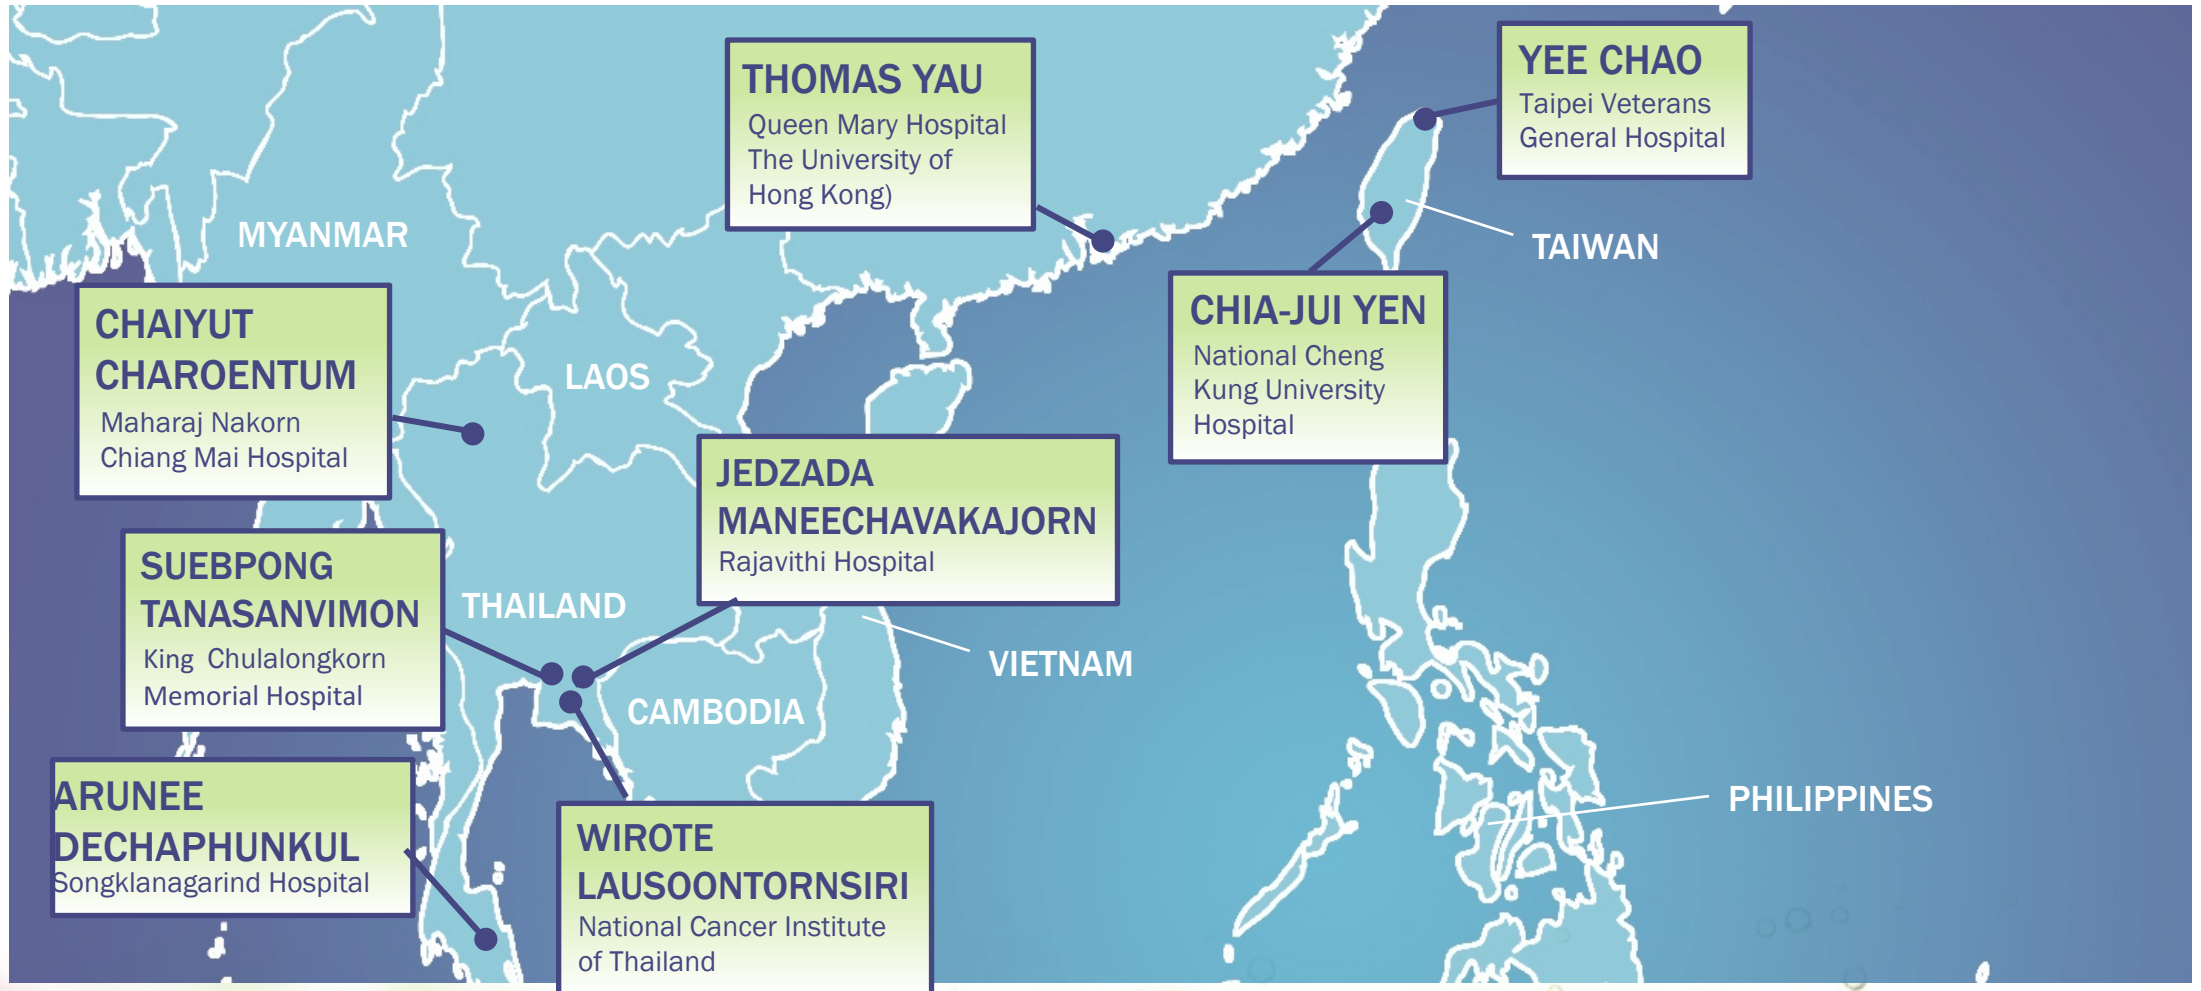 THOMAS YAU
Queen Mary Hospital
The University of
Hong Kong)
YEE CHAO
Taipei Veterans
General Hospital
MYANMAR
TAIWAN
CHIA-JUI YEN
National Cheng
Kung University
Hospital
CHAIYUT
CHAROENTUM
Maharaj Nakorn
Chiang Mai Hospital
LAOS
JEDZADA
MANEECHAVAKAJORN
Rajavithi Hospital
SUEBPONG
TANASANVIMON
King Chulalongkorn
Memorial Hospital
THAILAND
VIETNAM
CAMBODIA
ARUNEE
DECHAPHUNKUL
Songklanagarind Hospital
WIROTE
LAUSOONTORNSIRI
National Cancer Institute
of Thailand
PHILIPPINES